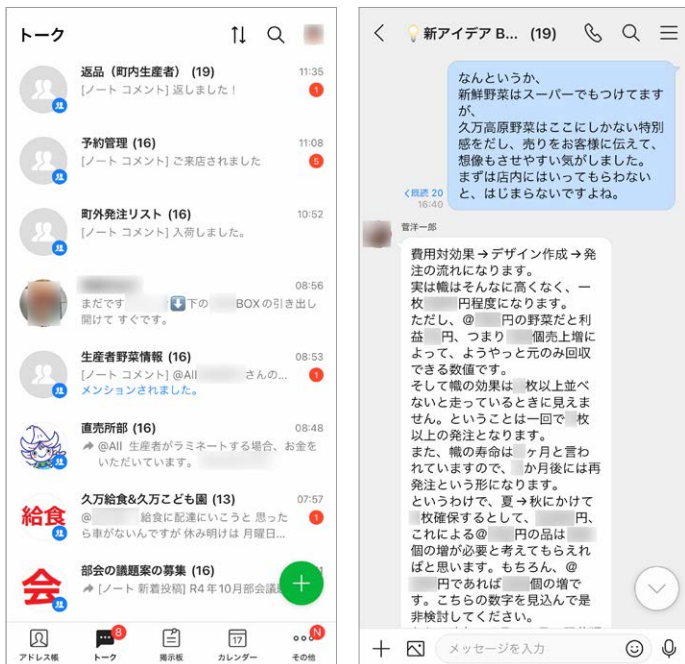 トーク
返品（町内生産者） (19)
11:35
[ノート コメント] 返しました！
1
予約管理 (16)
11:08
[ノート コメント] ご来店されました
5
町外発注リスト (16)
10:52
[ノート コメント] 入荷しました。
08:56
まだです ⬇️下の BOXの引き出し
開けて すぐです。
生産者野菜情報 (16)
08:53
[ノート コメント] @All さんの...
1
メンションされました。
直売所部 (16)
08:48
@All 生産者がラミネートする場合、お金を
いただいています。
給食
久万給食&久万こども園 (13)
07:57
@ 給食に配達にいこうと 思った
ら車がないんですが 休み明けは 月曜日...
1
会
部会の議題案の募集 (16)
[ノート 新着投稿] R4年10月部会議
8
17
N
アドレス帳
トーク
掲示板
カレンダー
その他
💡新アイデア B... (19)
なんというか、
新鮮野菜はスーパーでもつけてます
が、
久万高原野菜はここにしかない特別
感をだし、売りをお客様に伝えて、
想像もさせやすい気がしました。
まずは店内にはいってもらわない
と、はじまらないですよね。
既読 20
16:40
菅洋一郎
費用対効果→デザイン作成→発
注の流れになります。
実は幟はそんなに高くなく、一
枚 円程度になります。
ただし、@ 円の野菜だと利
益 円、つまり 個売上増に
よって、ようやっと元のみ回収
できる数値です。
そして幟の効果は 枚以上並べ
ないと走っているときに見えま
せん。ということは一回で 枚
以上の発注となります。
また、幟の寿命は ヶ月と言わ
れていますので、 か月後には再
発注という形になります。
というわけで、夏→秋にかけて
枚確保するとして、 円、
これによる@ 円の品は
個の増が必要と考えてもらえれ
ばと思います。もちろん、@
円であれば 個の増で
す。こちらの数字を見込んで是
非検討してください。
メッセージを入力